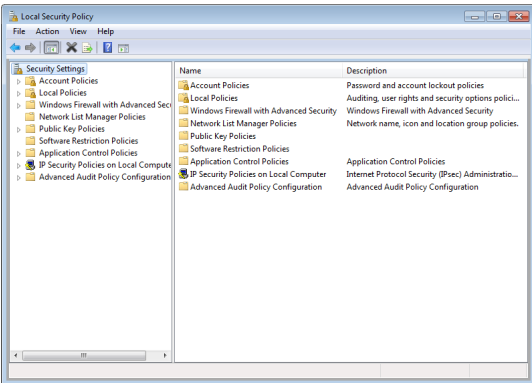 Local Security Policy
File Action View Help
Security Settings
Account Policies
Local Policies
Windows Firewall with Advanced Secu
Network List Manager Policies
Public Key Policies
Software Restriction Policies
Application Control Policies
IP Security Policies on Local Compute
Advanced Audit Policy Configuration
Name Description
Account Policies Password and account lockout policies
Local Policies Auditing, user rights and security options polici...
Windows Firewall with Advanced Security Windows Firewall with Advanced Security
Network List Manager Policies Network name, icon and location group policies.
Public Key Policies
Software Restriction Policies
Application Control Policies Application Control Policies
IP Security Policies on Local Computer Internet Protocol Security (IPsec) Administratio...
Advanced Audit Policy Configuration Advanced Audit Policy Configuration